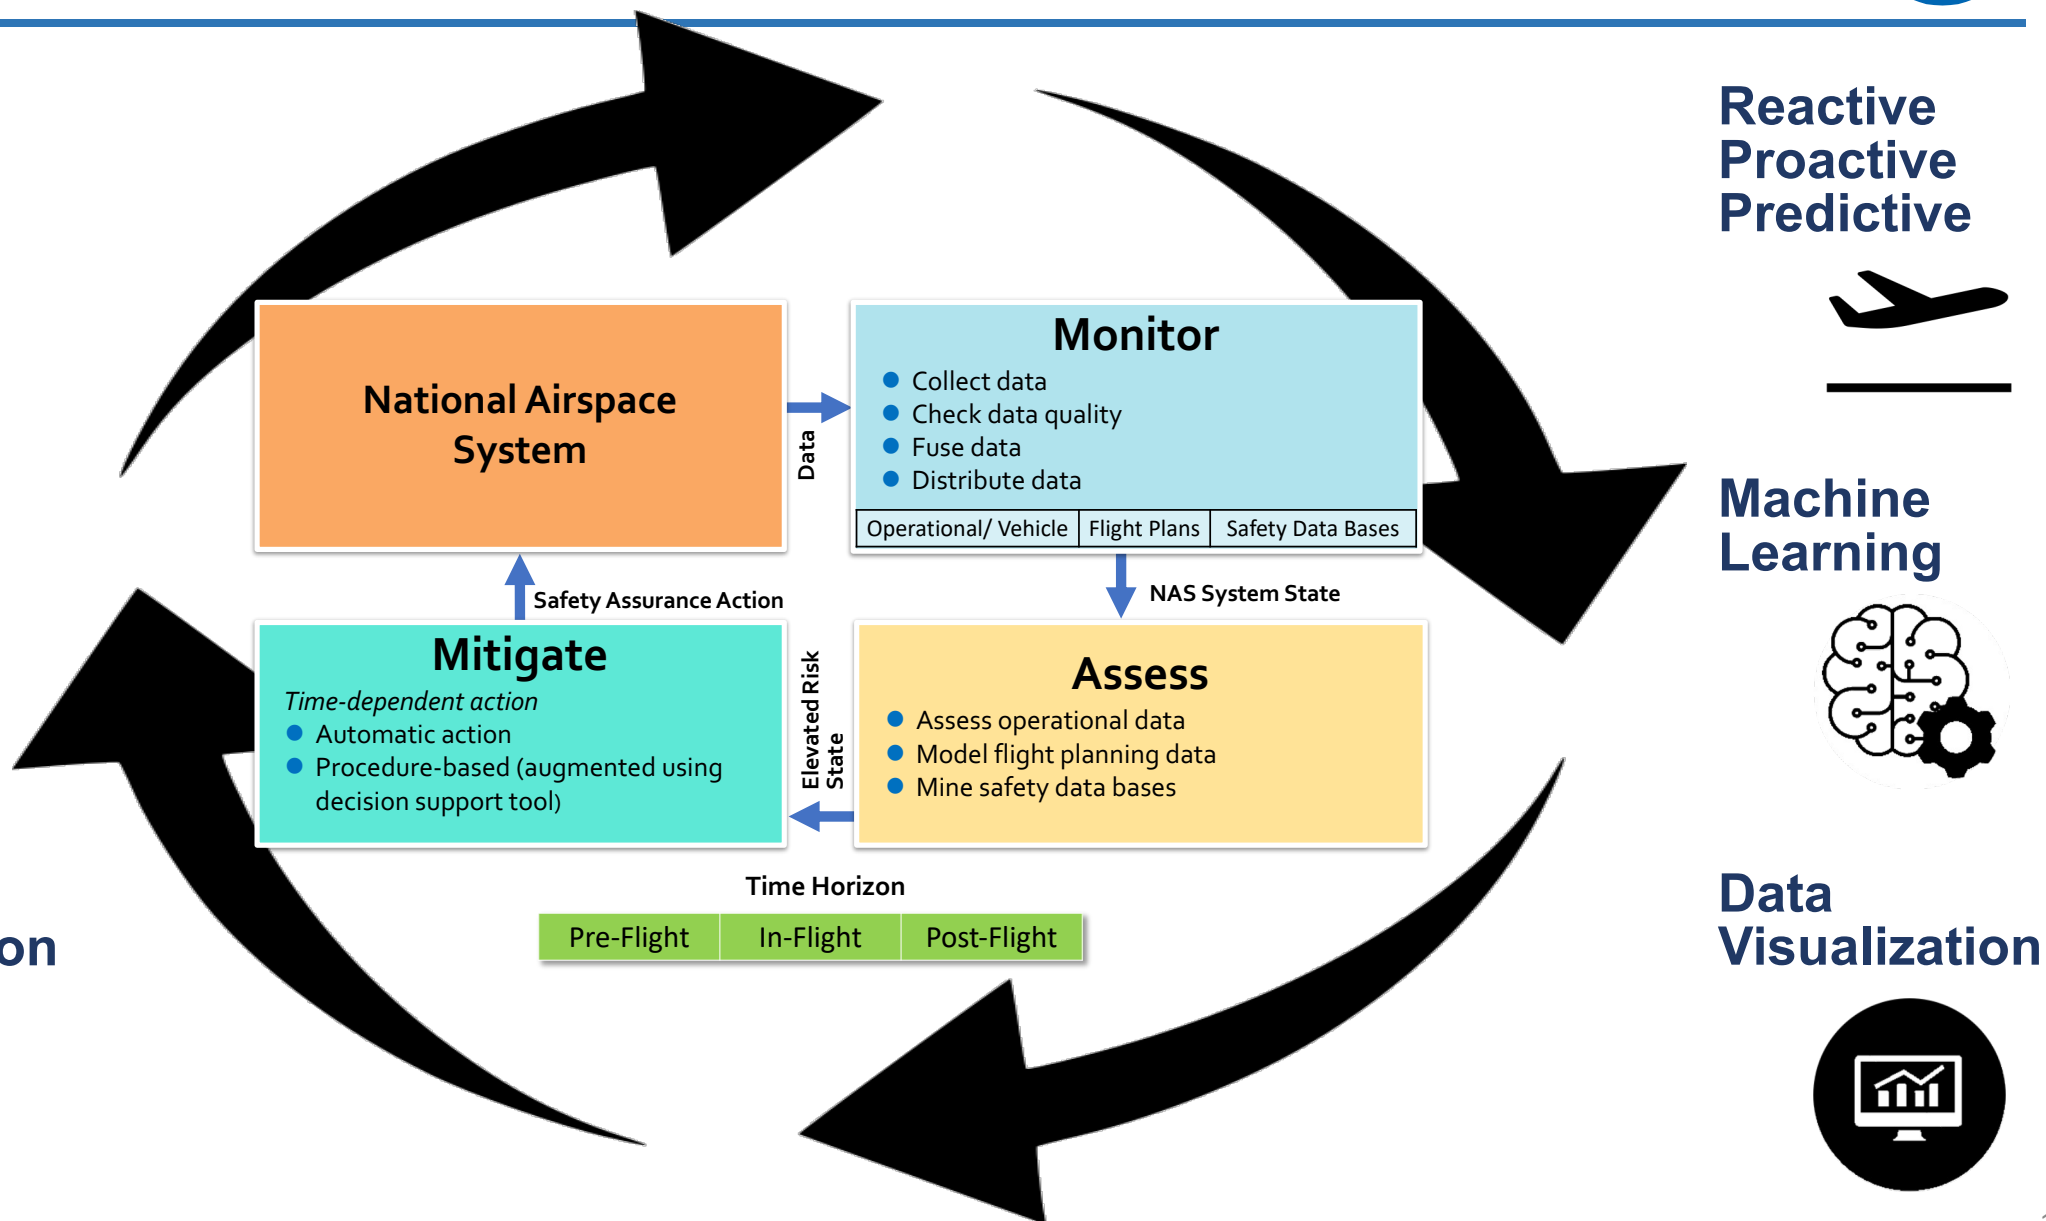 Reactive
Proactive
Predictive
National Airspace
System
Data
Monitor
Collect data
Check data quality
Fuse data
Distribute data
Operational/ Vehicle
Flight Plans
Safety Data Bases
Machine
Learning
Safety Assurance Action
NAS System State
Mitigate
Time-dependent action
Automatic action
Procedure-based (augmented using
decision support tool)
Elevated Risk
State
Assess
Assess operational data
Model flight planning data
Mine safety data bases
Time Horizon
Pre-Flight
In-Flight
Post-Flight
on
Data
Visualization